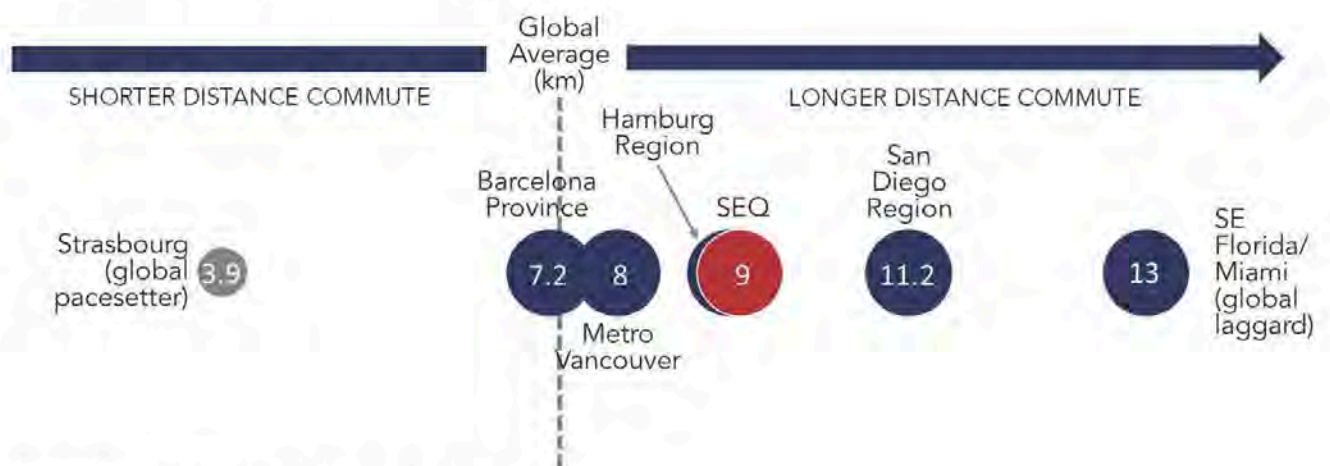 Global
Average
(km)
SHORTER DISTANCE COMMUTE
LONGER DISTANCE COMMUTE
Hamburg
Region
San
Diego
Region
Barcelona
Province
SEQ
Strasbourg
(global
pacesetter)
3.9
7.2
8
9
11.2
13
SE
Florida/
Miami
(global
laggard)
Metro
Vancouver